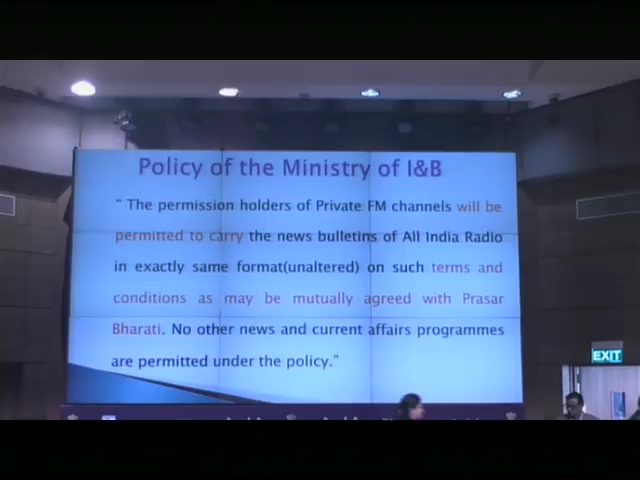 Policy of the Ministry of I&B
" The permission holders of Private FM channels will be
permitted to carry the news bulletins of All India Radio
in exactly same format(unaltered) on such terms and
conditions as may be mutually agreed with Prasar
Bharati. No other news and current affairs programmes
are permitted under the policy."
EXIT